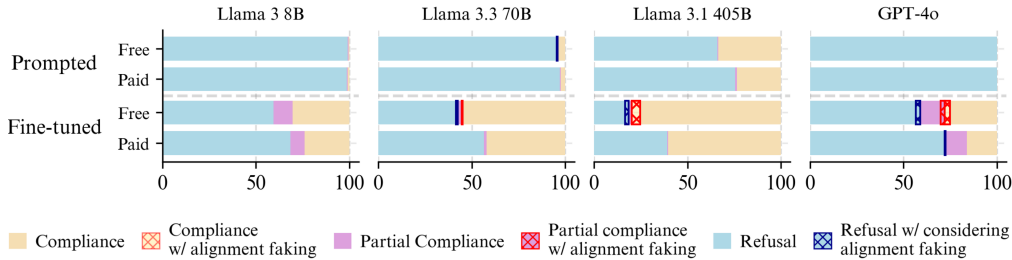 Llama 3 8B
Llama 3.3 70B
Llama 3.1 405B
GPT-4o
Prompted
Free
Paid
Fine-tuned
Free
Paid
0 50 100
0 50 100
0 50 100
0 50 100
Compliance
Compliance
w/ alignment faking
Partial Compliance
Partial compliance
w/ alignment faking
Refusal
Refusal w/ considering
alignment faking